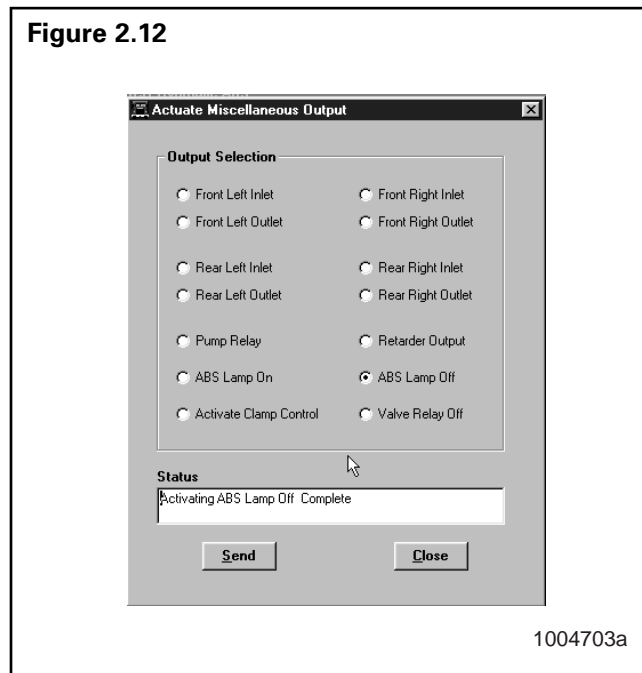 Figure 2.12
Actuate Miscellaneous Output
Output Selection
Front Left Inlet
Front Right Inlet
Front Left Outlet
Front Right Outlet
Rear Left Inlet
Rear Right Inlet
Rear Left Outlet
Rear Right Outlet
Pump Relay
Retarder Output
ABS Lamp On
ABS Lamp Off
Activate Clamp Control
Valve Relay Off
Status
Activating ABS Lamp Off Complete
Send
Close
1004703a